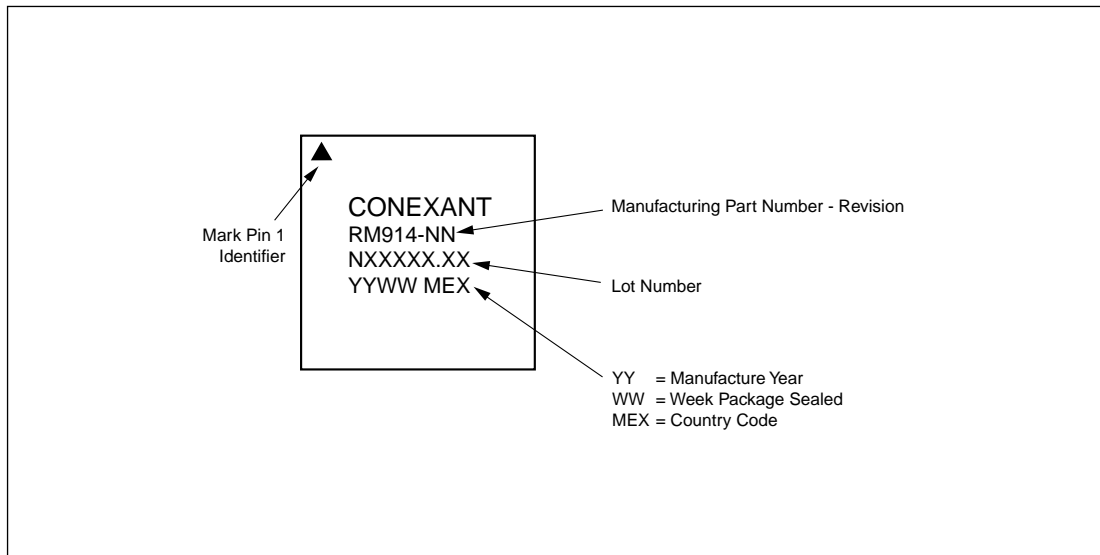 CONEXANT
RM914-NN
NXXXXX.XX
YYWW MEX
Mark Pin 1
Identifier
Manufacturing Part Number - Revision
Lot Number
YY = Manufacture Year
WW = Week Package Sealed
MEX = Country Code